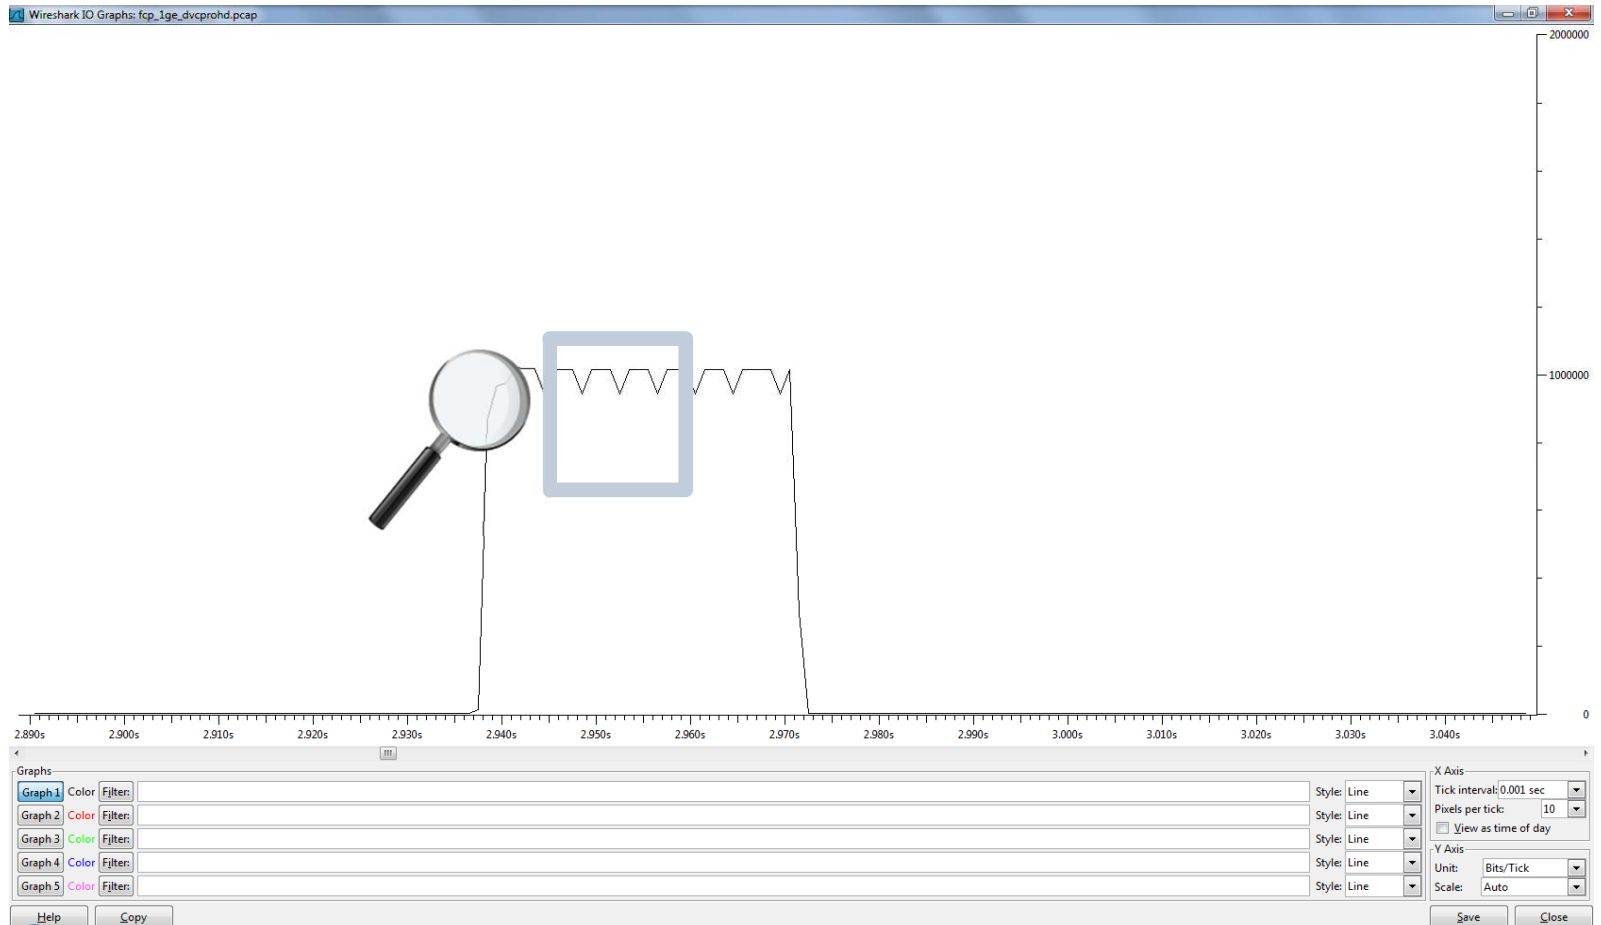 Wireshark IO Graphs: fcp_1ge_dvcprohd.pcap
2000000
1000000
0
2.890s 2.900s 2.910s 2.920s 2.930s 2.940s 2.950s 2.960s 2.970s 2.980s 2.990s 3.000s 3.010s 3.020s 3.030s 3.040s
Graphs
Graph 1 Color Filter: Style: Line
Graph 2 Color Filter: Style: Line
Graph 3 Color Filter: Style: Line
Graph 4 Color Filter: Style: Line
Graph 5 Color Filter: Style: Line
X Axis
Tick interval: 0.001 sec
Pixels per tick: 10
View as time of day
Y Axis
Unit: Bits/Tick
Scale: Auto
Help Copy Save Close